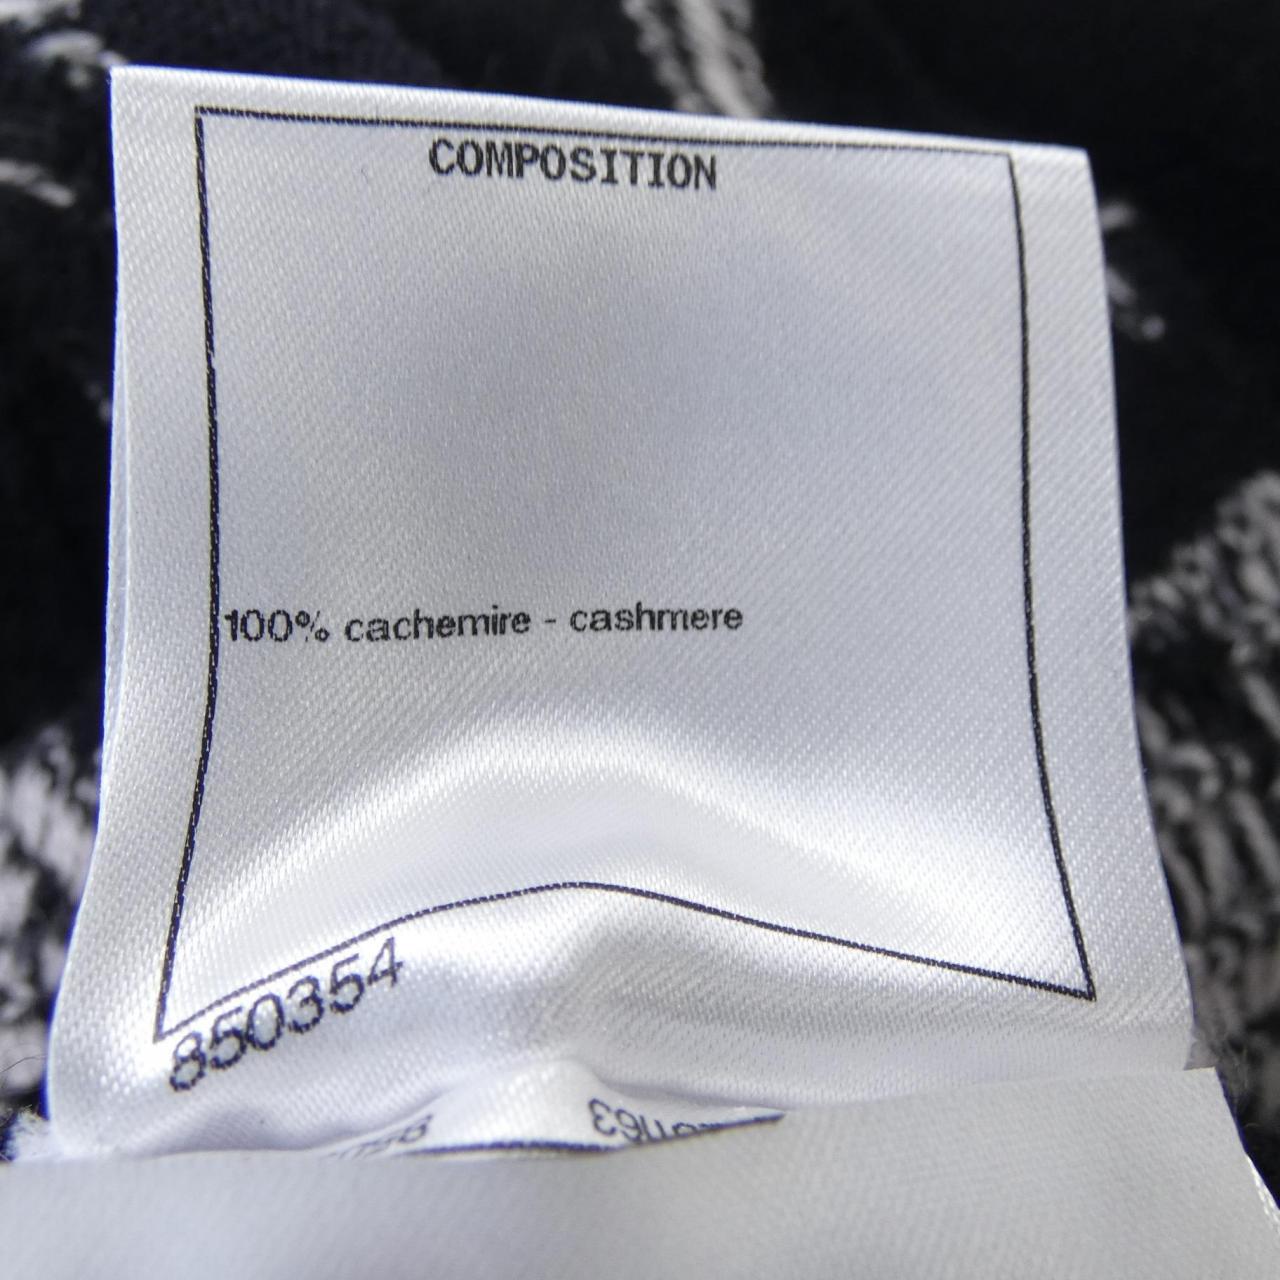 COMPOSITION
100% cachemire - cashmere
850354